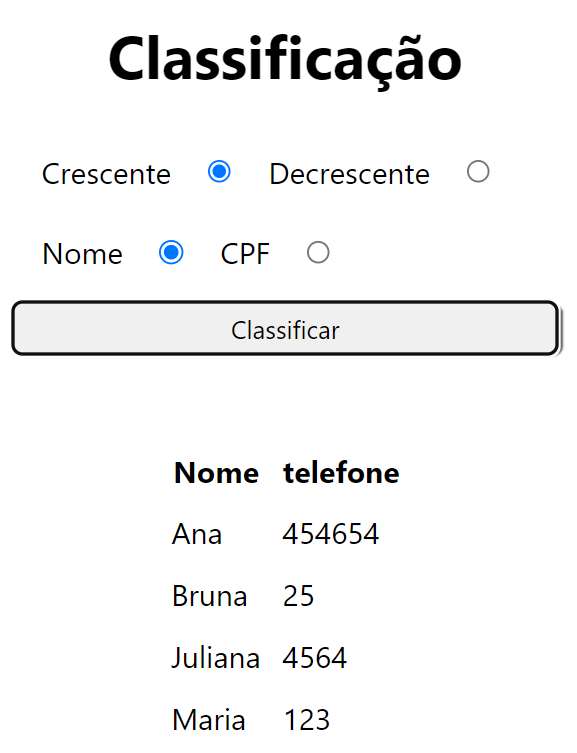 Classificação
Crescente Decrescente
Nome CPF
Classificar
Nome telefone
Ana 454654
Bruna 25
Juliana 4564
Maria 123